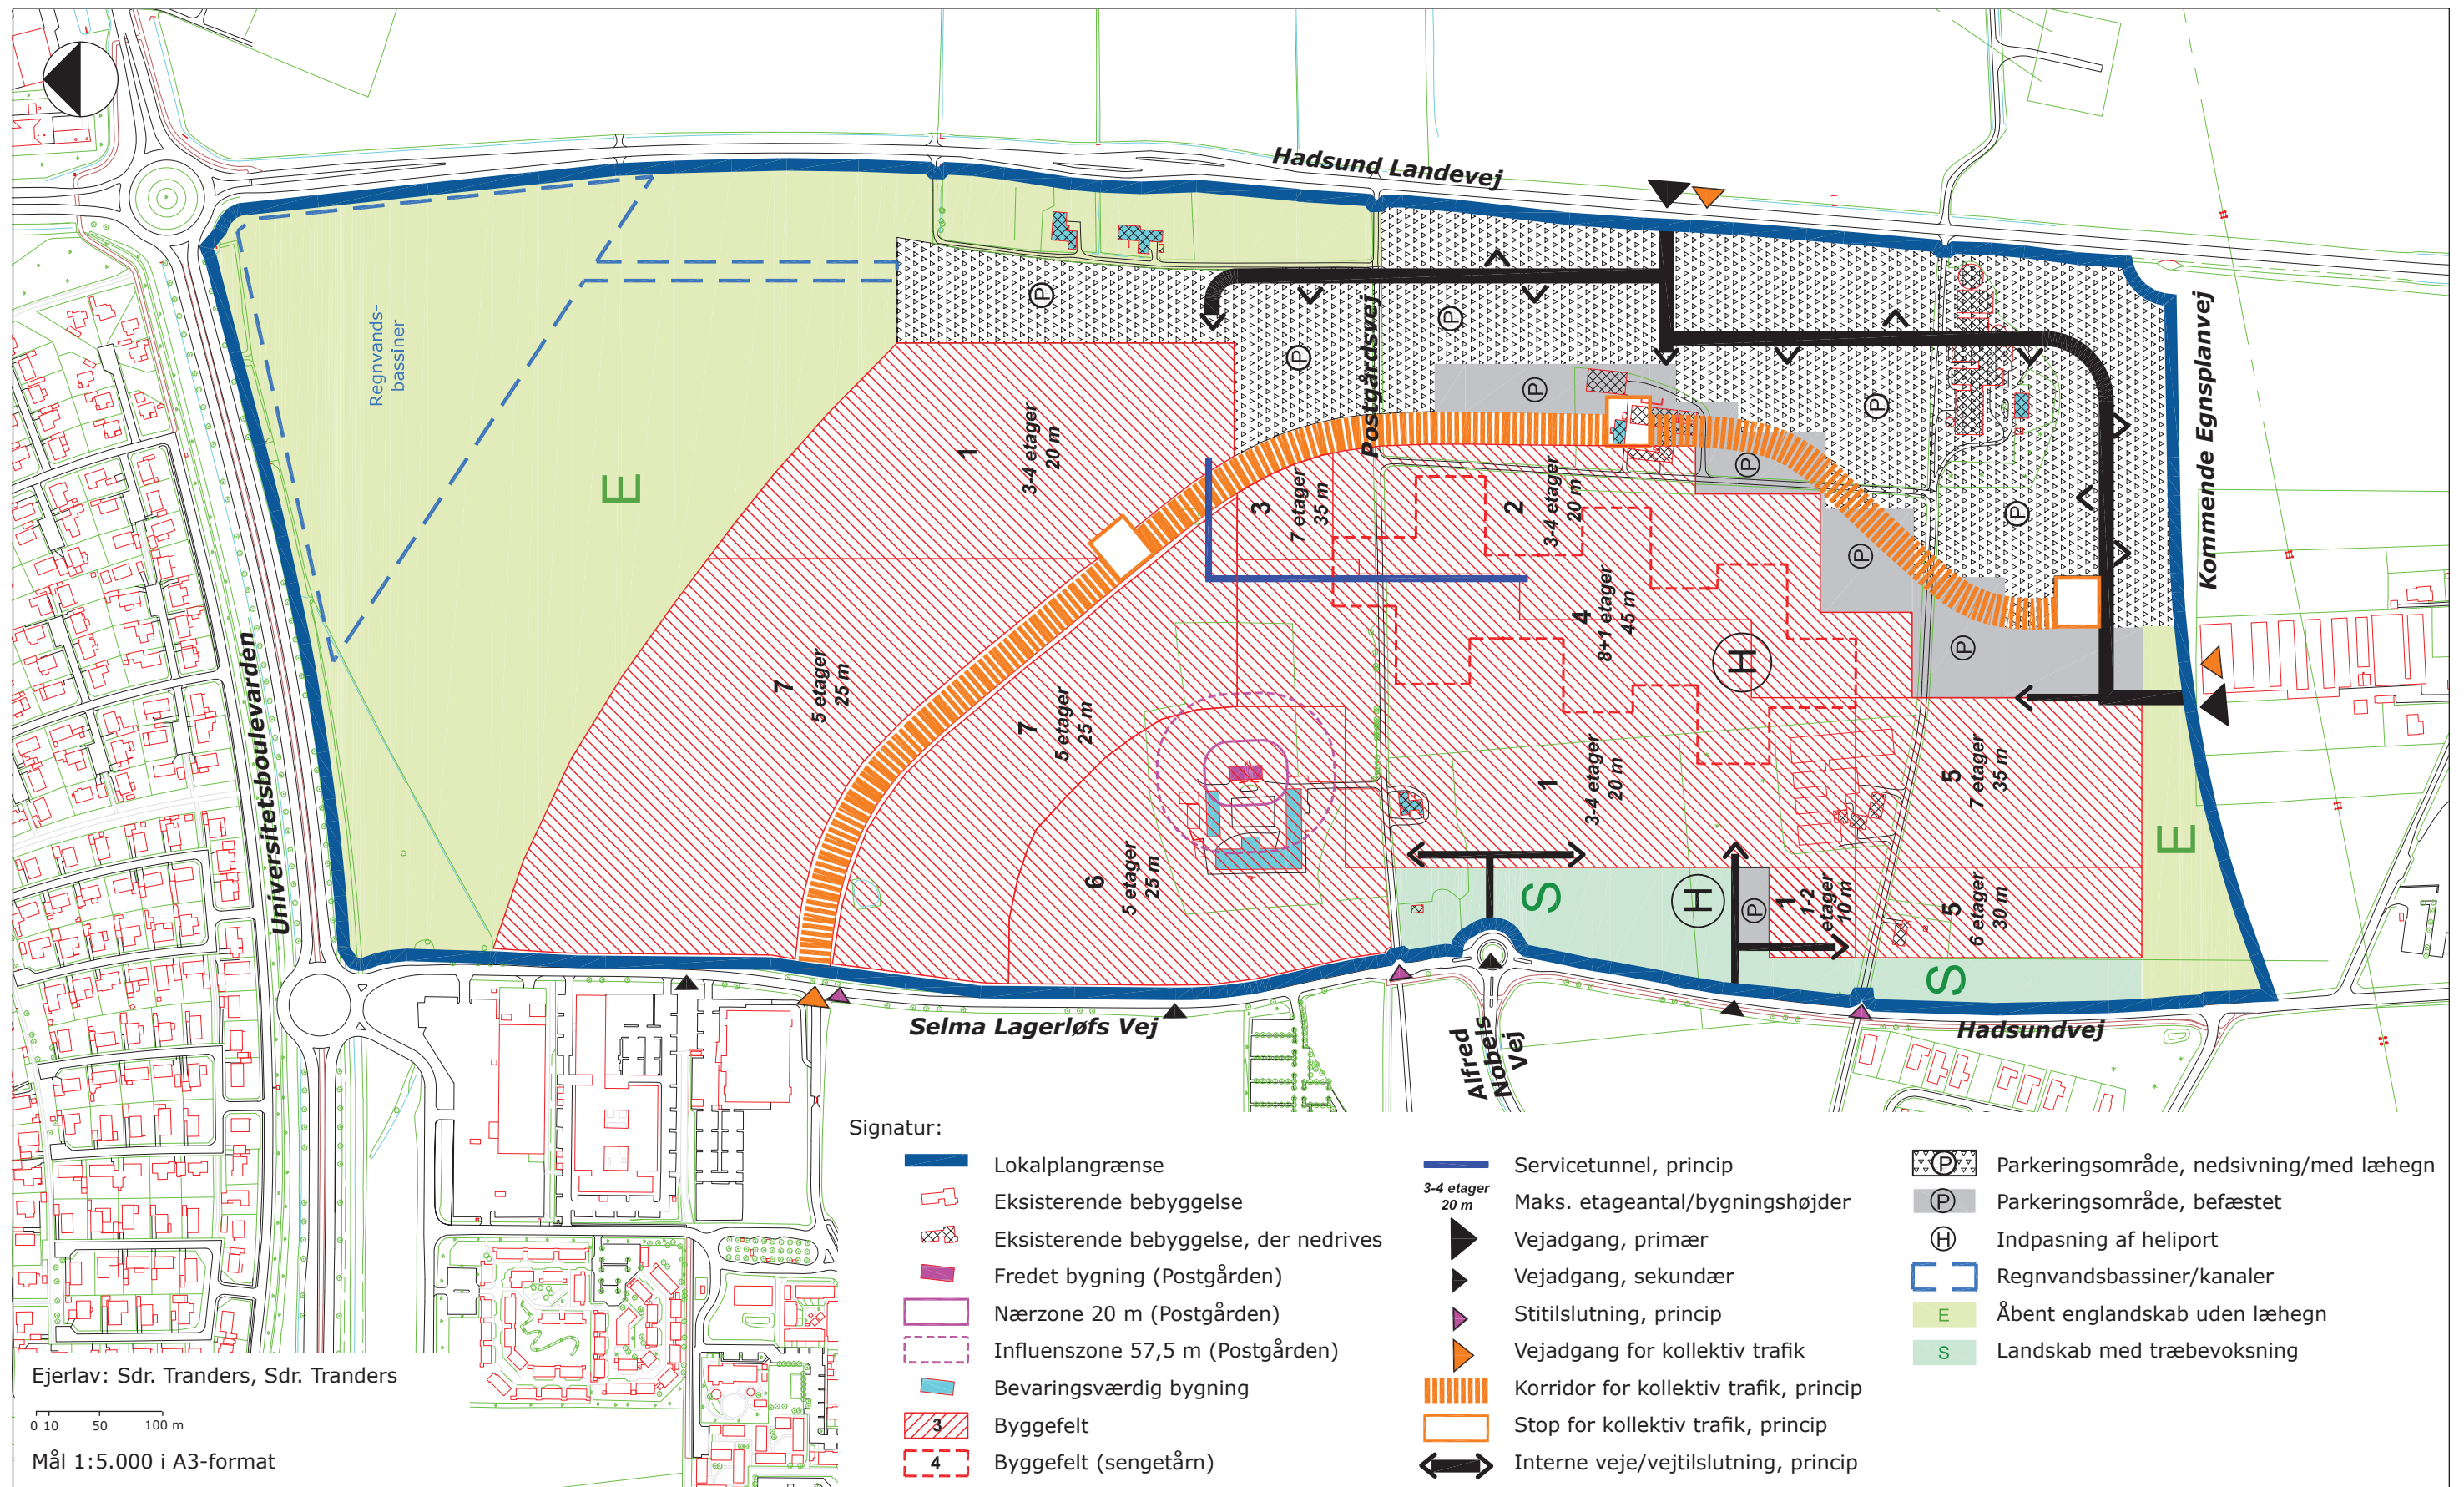 Hadsund Landevej
Regnvands-
bassiner
E
Postgårdsvej
Kommende Egnsplanvej
Universitetsboulevarden
P
P
P
P
P
P
P
P
P
P
1
3-4 etager
20 m
3
7 etager
35 m
2
3-4 etager
20 m
4
8+1 etager
45 m
H
7
5 etager
25 m
7
5 etager
25 m
6
5 etager
25 m
1
3-4 etager
20 m
5
7 etager
35 m
E
S
H
P
1
1-2
etager
10 m
5
6 etager
30 m
S
Selma Lagerløfs Vej
Alfred
Nobels
Vej
Hadsundvej
Signatur:
Lokalplangrænse
Eksisterende bebyggelse
Eksisterende bebyggelse, der nedrives
Fredet bygning (Postgården)
Nærzone 20 m (Postgården)
Influenszone 57,5 m (Postgården)
Bevaringsværdig bygning
3 Byggefelt
4 Byggefelt (sengetårn)
Servicetunnel, princip
3-4 etager
20 m
Maks. etageantal/bygningshøjder
Vejadgang, primær
Vejadgang, sekundær
Stitilslutning, princip
Vejadgang for kollektiv trafik
Korridor for kollektiv trafik, princip
Stop for kollektiv trafik, princip
Interne veje/vejtilslutning, princip
P Parkeringsområde, nedsivning/med læhegn
P Parkeringsområde, befæstet
H Indpasning af heliport
Regnvandsbassiner/kanaler
E Åbent englandskab uden læhegn
S Landskab med træbevoksning
Ejerlav: Sdr. Tranders, Sdr. Tranders
0 10 50 100 m
Mål 1:5.000 i A3-format